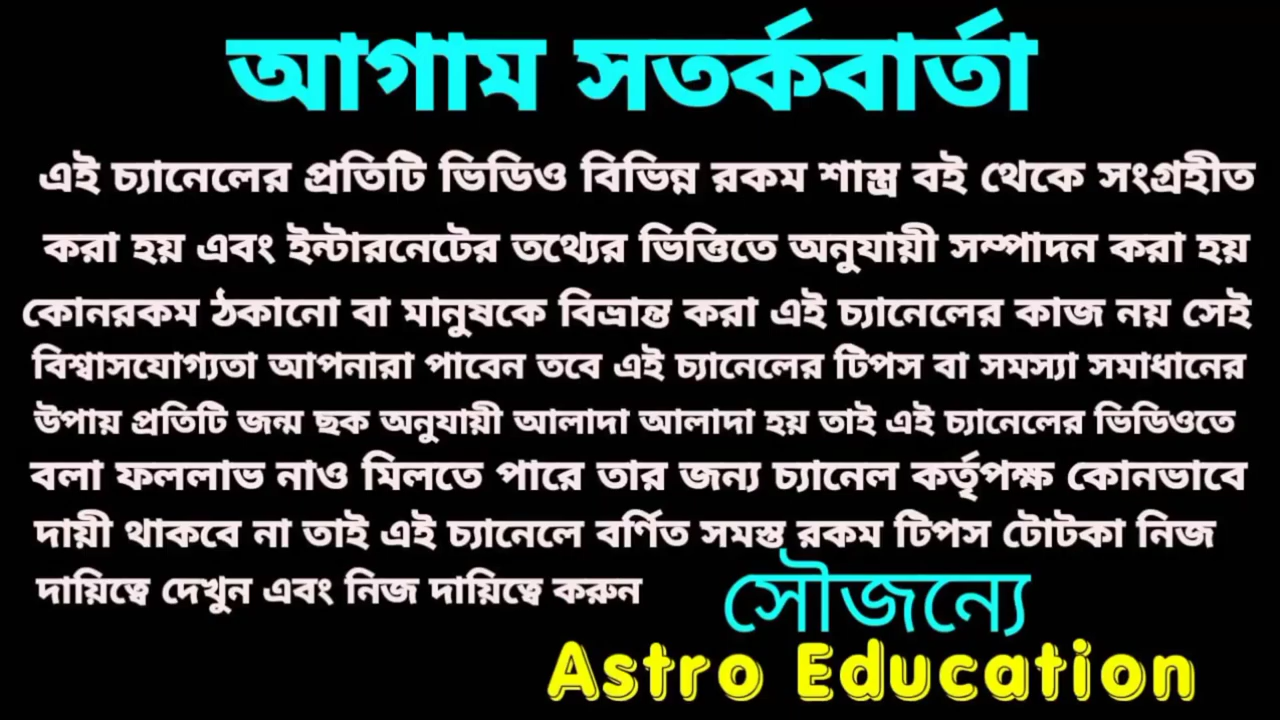 আগাম সতর্কবার্তা
এই চ্যানেলের প্রতিটি ভিডিও বিভিন্ন রকম শাস্ত্র বই থেকে সংগ্রহীত
করা হয় এবং ইন্টারনেটের তথ্যের ভিত্তিতে অনুযায়ী সম্পাদন করা হয়
কোনরকম ঠকানো বা মানুষকে বিভ্রান্ত করা এই চ্যানেলের কাজ নয় সেই
বিশ্বাসযোগ্যতা আপনারা পাবেন তবে এই চ্যানেলের টিপস বা সমস্যা সমাধানের
উপায় প্রতিটি জন্ম ছক অনুযায়ী আলাদা আলাদা হয় তাই এই চ্যানেলের ভিডিওতে
বলা ফললাভ নাও মিলতে পারে তার জন্য চ্যানেল কর্তৃপক্ষ কোনভাবে
দায়ী থাকবে না তাই এই চ্যানেলে বর্ণিত সমস্ত রকম টিপস টোটকা নিজ
দায়িত্বে দেখুন এবং নিজ দায়িত্বে করুন
সৌজন্যে
Astro Education